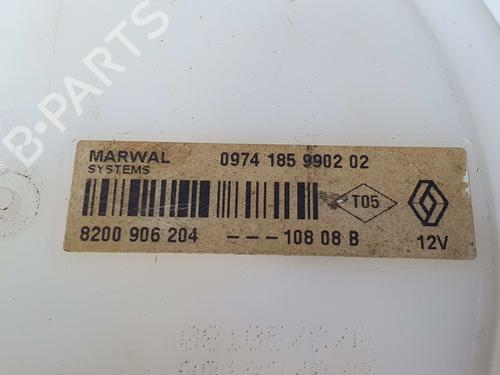 B-PARTS
MARWAL 0974 185 9902 02
SYSTEMS
T05
8200 906 204 --- 108 08 B 12V